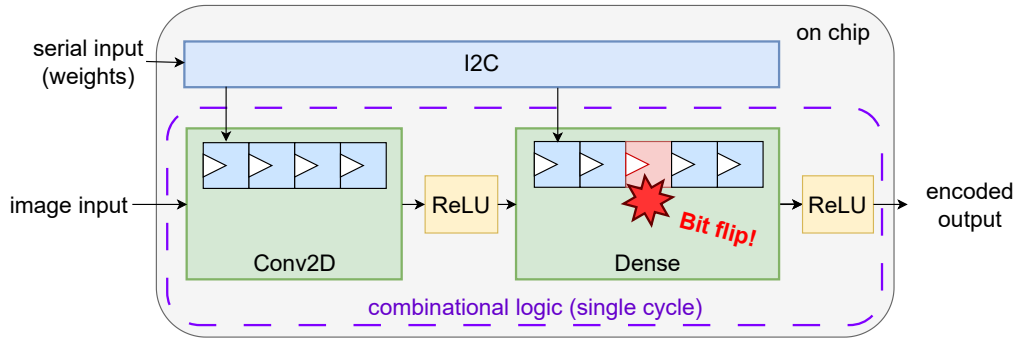 on chip
serial input
(weights)
I2C
image input
ReLU
ReLU
encoded
output
Bit flip!
Conv2D
Dense
combinational logic (single cycle)